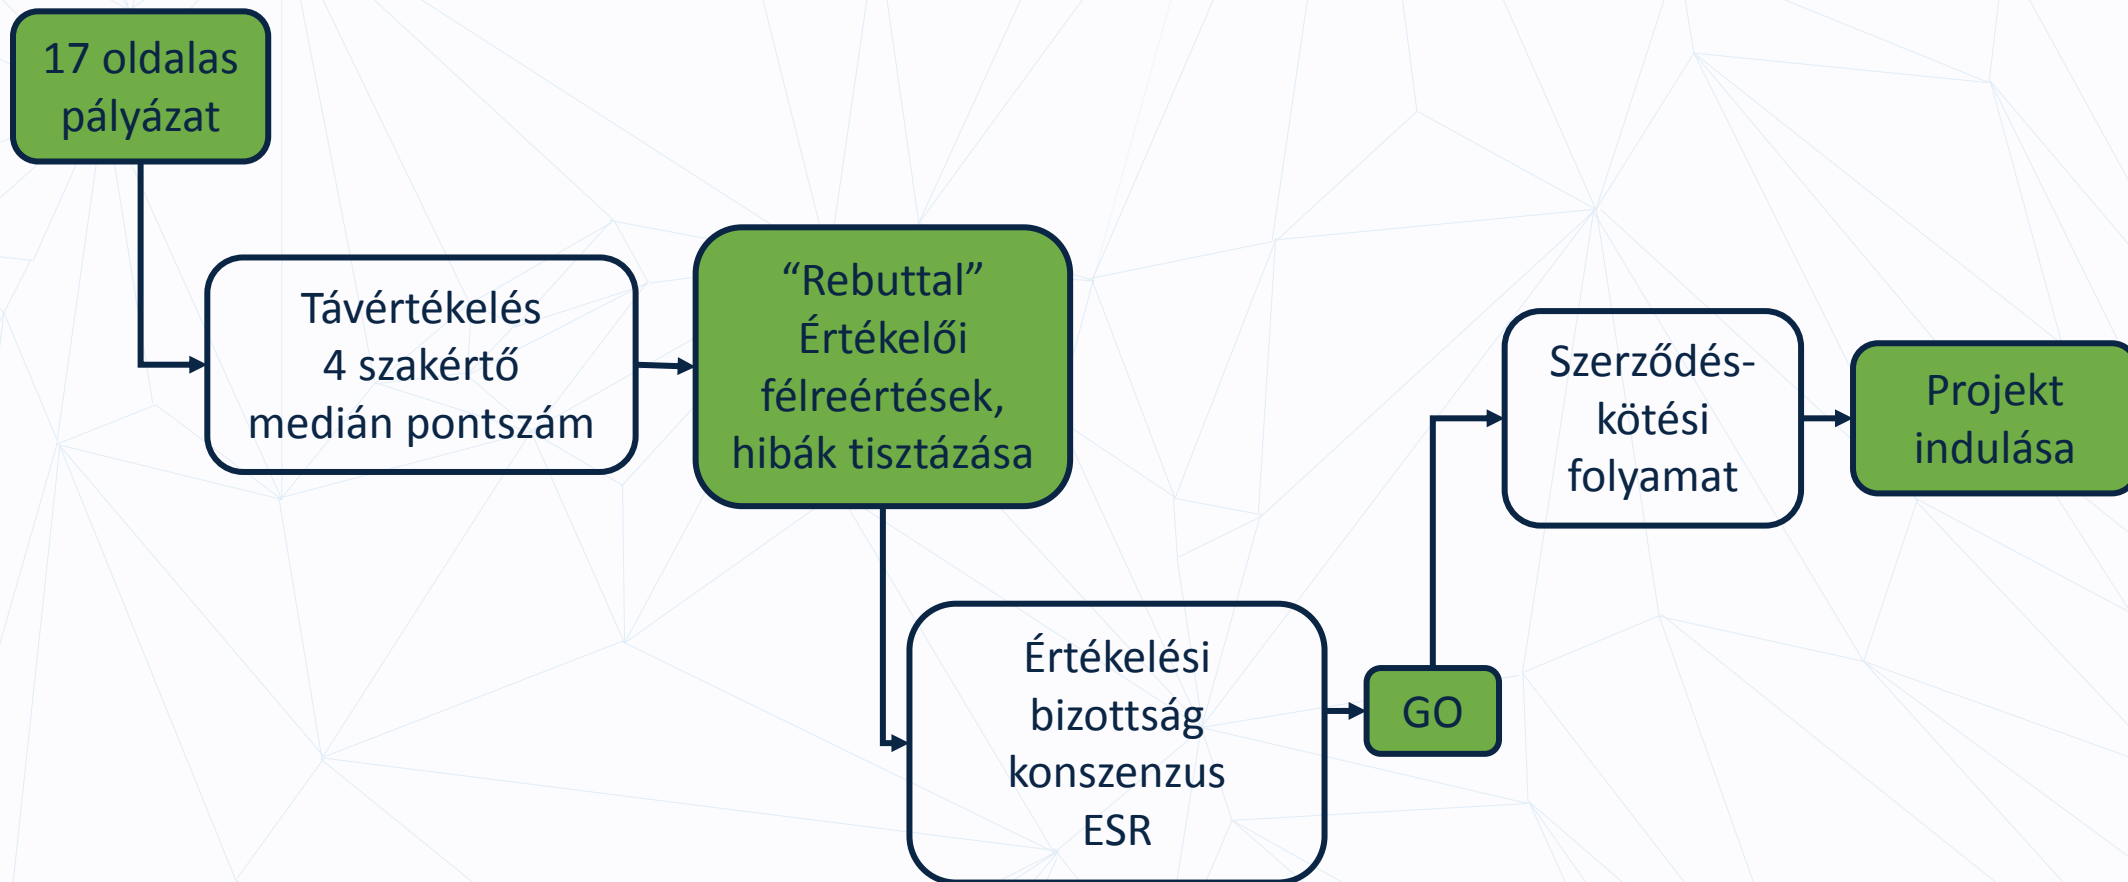 17 oldalas
pályázat
Távértékelés
4 szakértő
medián pontszám
“Rebuttal”
Értékelői
félreértések,
hibák tisztázása
Értékelési
bizottság
konszenzus
ESR
GO
Szerződés-
kötési
folyamat
Projekt
indulása